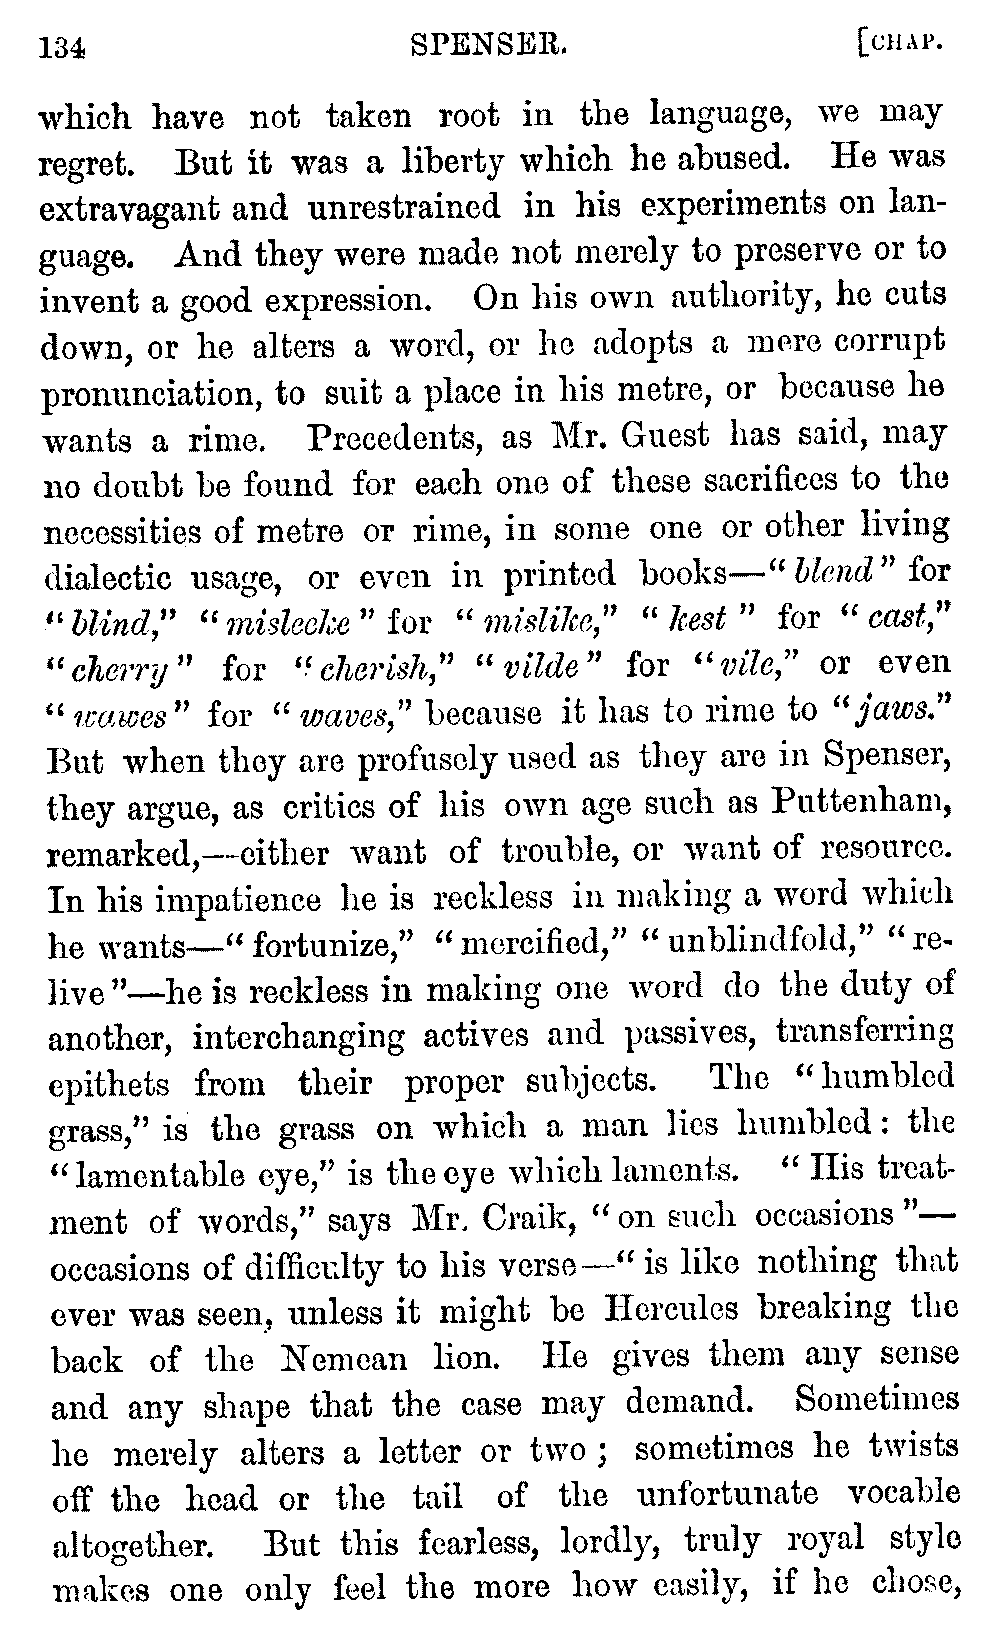 134 SPENSER. [CHAP.
which have not taken root in the language, we may
regret. But it was a liberty which he abused. He was
extravagant and unrestrained in his experiments on lan-
guage. And they were made not merely to preserve or to
invent a good expression. On his own authority, he cuts
down, or he alters a word, or he adopts a mere corrupt
pronunciation, to suit a place in his metre, or because he
wants a rime. Precedents, as Mr. Guest has said, may
no doubt be found for each one of these sacrifices to the
necessities of metre or rime, in some one or other living
dialectic usage, or even in printed books—“blend” for
“blind,” “mislecke” for “mislike,” “kest” for “cast,”
“cherry” for “cherish,” “vilde” for “vile,” or even
“wawes” for “waves,” because it has to rime to “jaws.”
But when they are profusely used as they are in Spenser,
they argue, as critics of his own age such as Puttenham,
remarked,—either want of trouble, or want of resource.
In his impatience he is reckless in making a word which
he wants—“fortunize,” “mercified,” “unblindfold,” “re-
live”—he is reckless in making one word do the duty of
another, interchanging actives and passives, transferring
epithets from their proper subjects. The “humbled
grass,” is the grass on which a man lies humbled: the
“lamentable eye,” is the eye which laments. “His treat-
ment of words,” says Mr. Craik, “on such occasions”—
occasions of difficulty to his verse—“is like nothing that
ever was seen, unless it might be Hercules breaking the
back of the Nemean lion. He gives them any sense
and any shape that the case may demand. Sometimes
he merely alters a letter or two; sometimes he twists
off the head or the tail of the unfortunate vocable
altogether. But this fearless, lordly, truly royal style
makes one only feel the more how easily, if he chose,